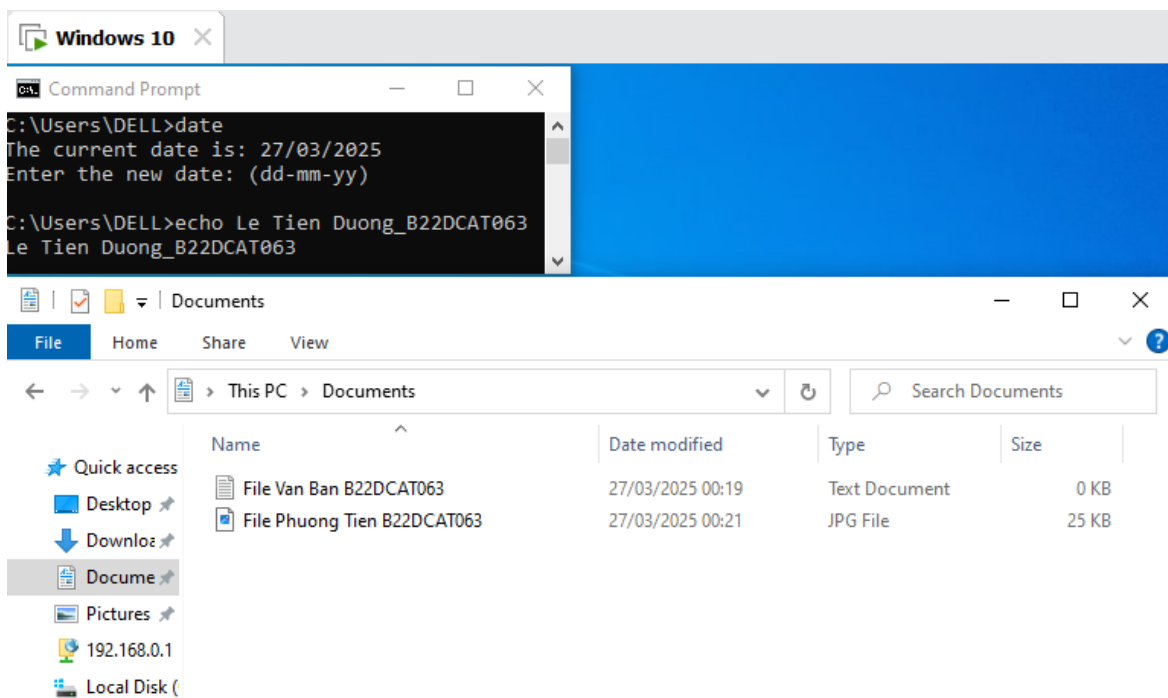 Windows 10
Command Prompt
C:\Users\DELL>date
The current date is: 27/03/2025
Enter the new date: (dd-mm-yy)
C:\Users\DELL>echo Le Tien Duong_B22DCAT063
Le Tien Duong_B22DCAT063
Documents
File Home Share View
This PC > Documents
Search Documents
Name Date modified Type Size
Quick access
File Van Ban B22DCAT063 27/03/2025 00:19 Text Document 0 KB
Desktop
File Phuong Tien B22DCAT063 27/03/2025 00:21 JPG File 25 KB
Downloa
Docume
Pictures
192.168.0.1
Local Disk (